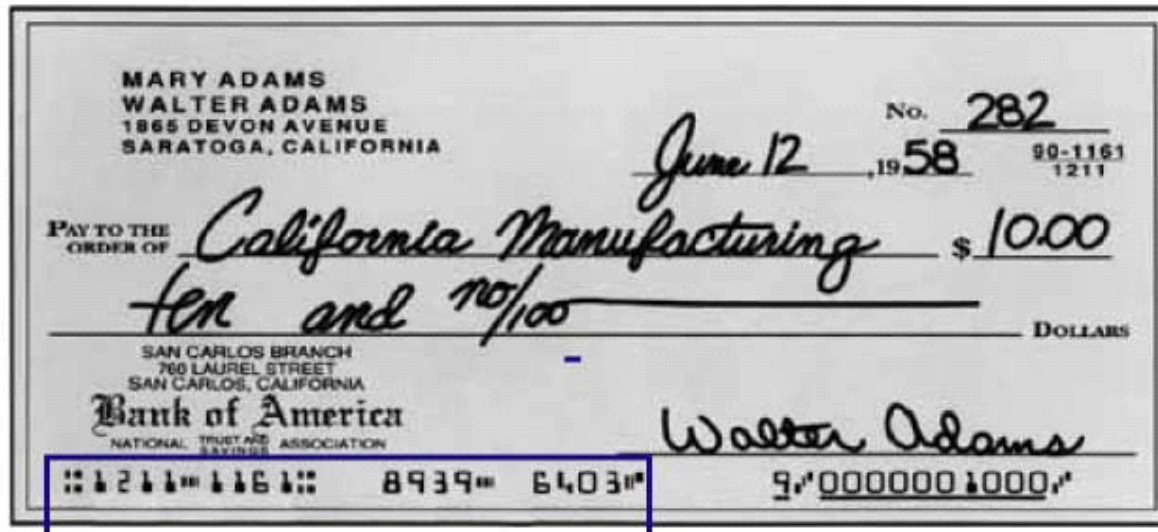 MARY ADAMS
WALTER ADAMS
1865 DEVON AVENUE
SARATOGA, CALIFORNIA
No. 282
June 12, 1958
90-1161
1211
PAY TO THE
ORDER OF California Manufacturing $ 10.00
ten and no/100 DOLLARS
SAN CARLOS BRANCH
760 LAUREL STREET
SAN CARLOS, CALIFORNIA
Bank of America
NATIONAL TRUST AND SAVINGS ASSOCIATION
Walter Adams
⑆1211⑉1161⑆ 8939⑉ 6403⑈ 9⑇0000001000⑇